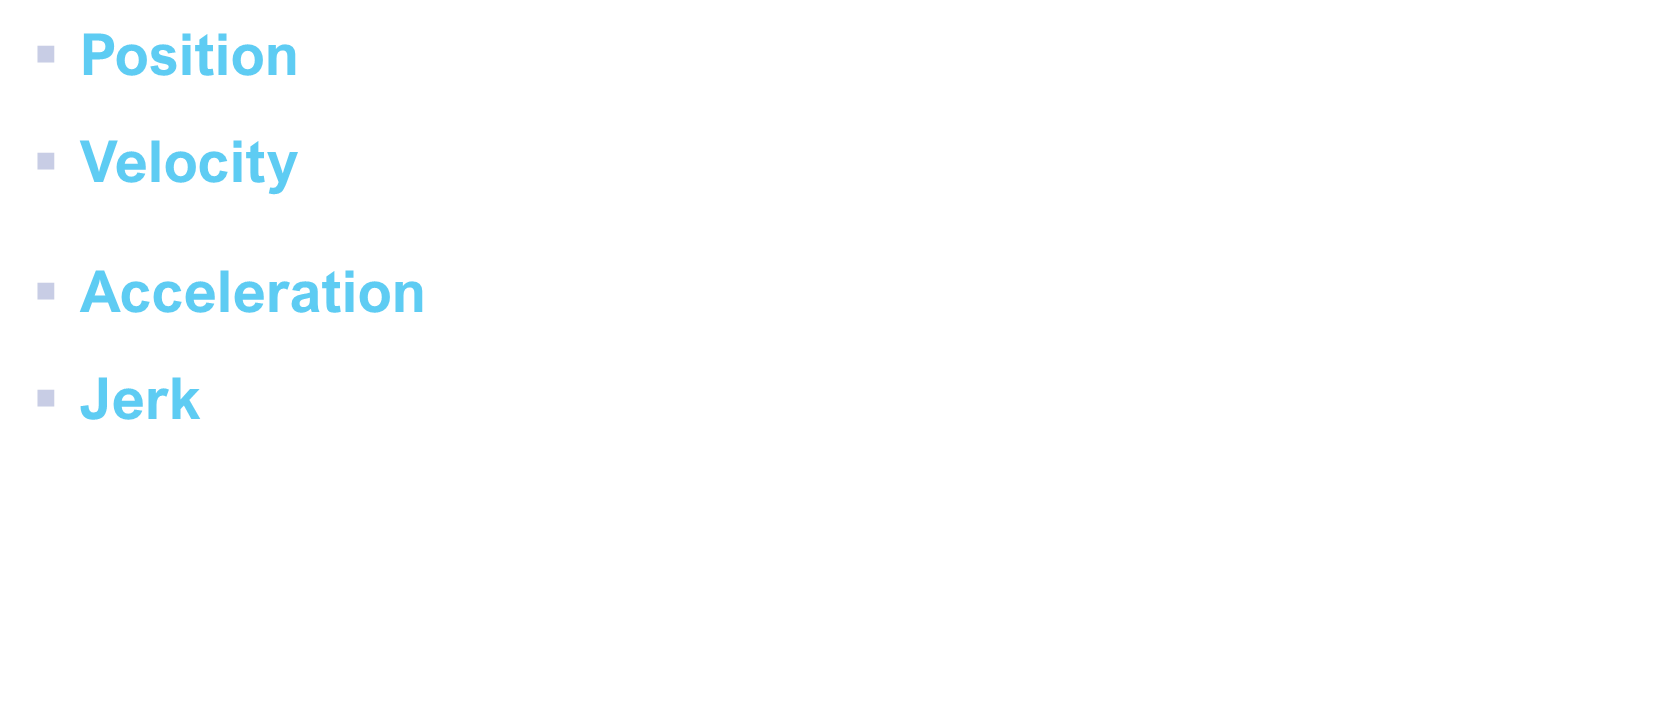 ▪ Position
▪ Velocity
▪ Acceleration
▪ Jerk